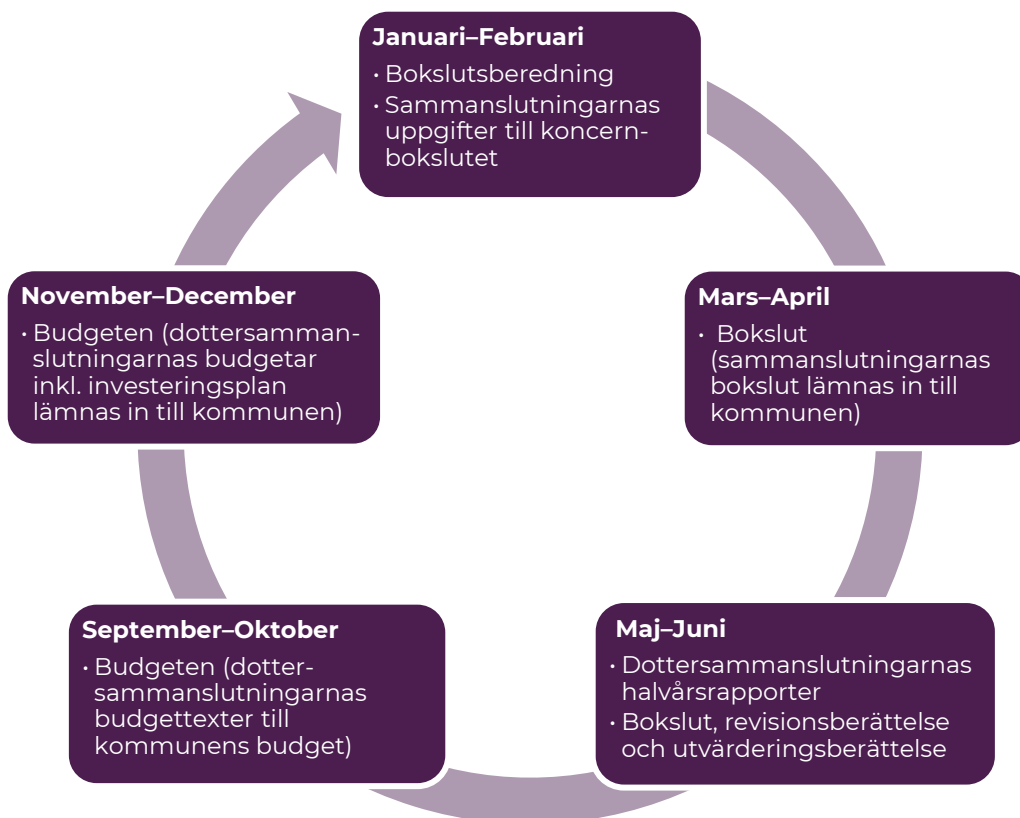 Januari–Februari
· Bokslutsberedning
· Sammanslutningarnas
uppgifter till koncern-
bokslutet
Mars–April
· Bokslut
(sammanslutningarnas
bokslut lämnas in till
kommunen)
Maj–Juni
· Dottersammanslutningarnas
halvårsrapporter
· Bokslut, revisionsberättelse
och utvärderingsberättelse
September–Oktober
· Budgeten (dotter-
sammanslutningarnas
budgettexter till
kommunens budget)
November–December
· Budgeten (dottersamman-
slutningarnas budgetar
inkl. investeringsplan
lämnas in till kommunen)